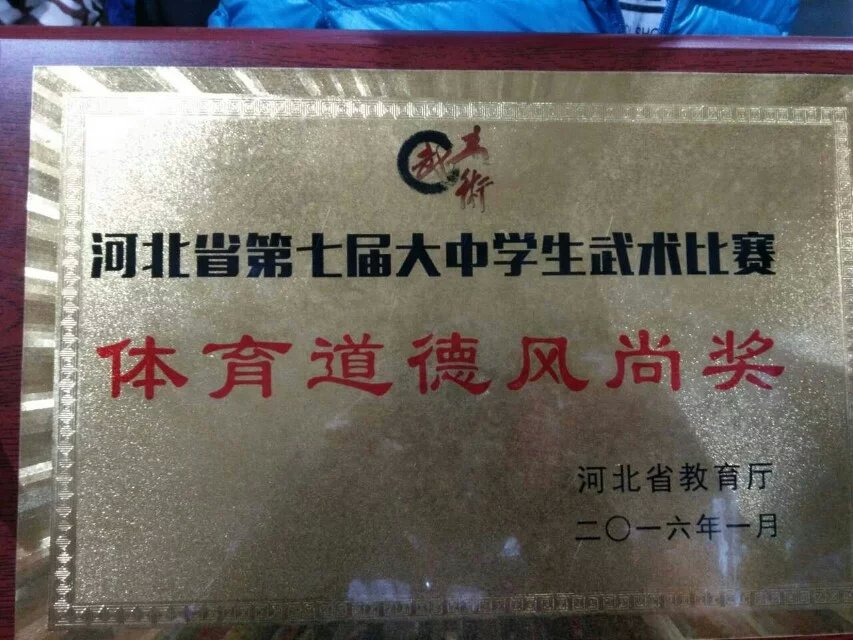 武术
河北省第七届大中学生武术比赛
体育道德风尚奖
河北省教育厅
二〇一六年一月